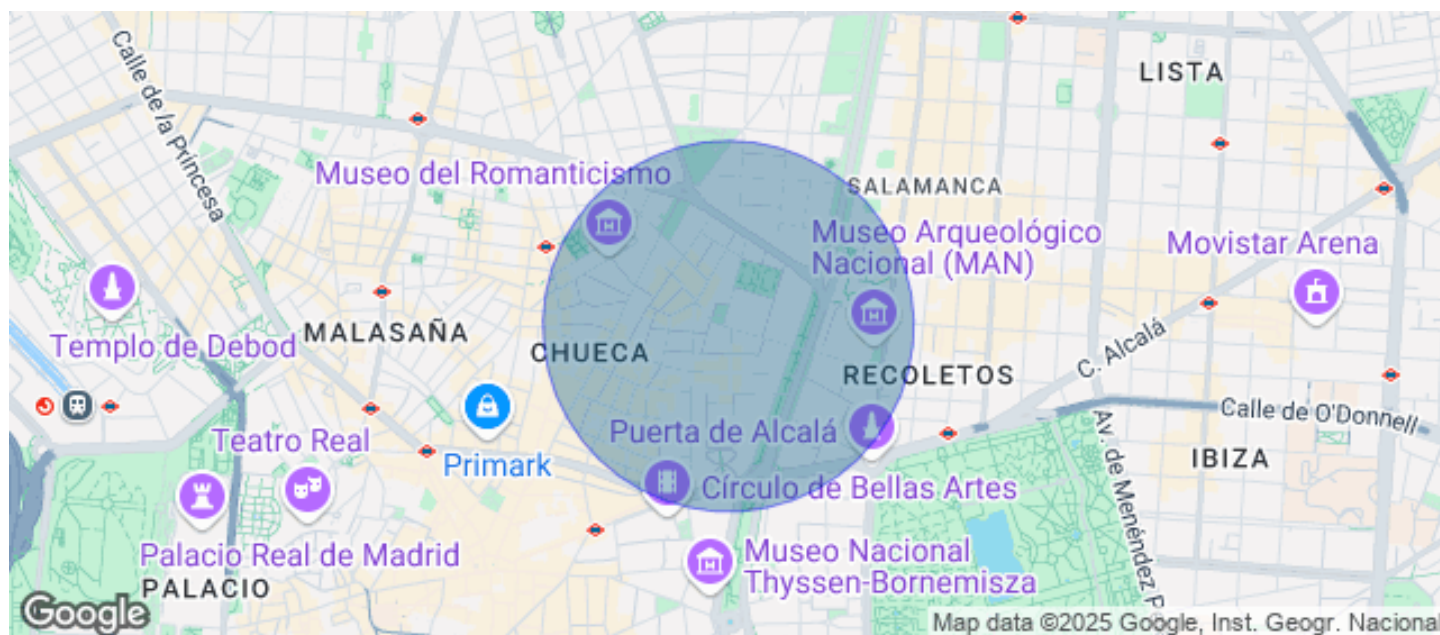 Calle de la Princesa
LISTA
Museo del Romanticismo
SALAMANCA
Museo Arqueológico
Nacional (MAN)
Movistar Arena
Templo de Debod
MALASAÑA
CHUECA
C. Alcalá
RECOLETOS
Calle de O'Donnell
Av. de Menéndez P
Teatro Real
Primark
Puerta de Alcalá
IBIZA
Círculo de Bellas Artes
Palacio Real de Madrid
PALACIO
Museo Nacional
Thyssen-Bornemisza
Google
Map data ©2025 Google, Inst. Geogr. Nacional